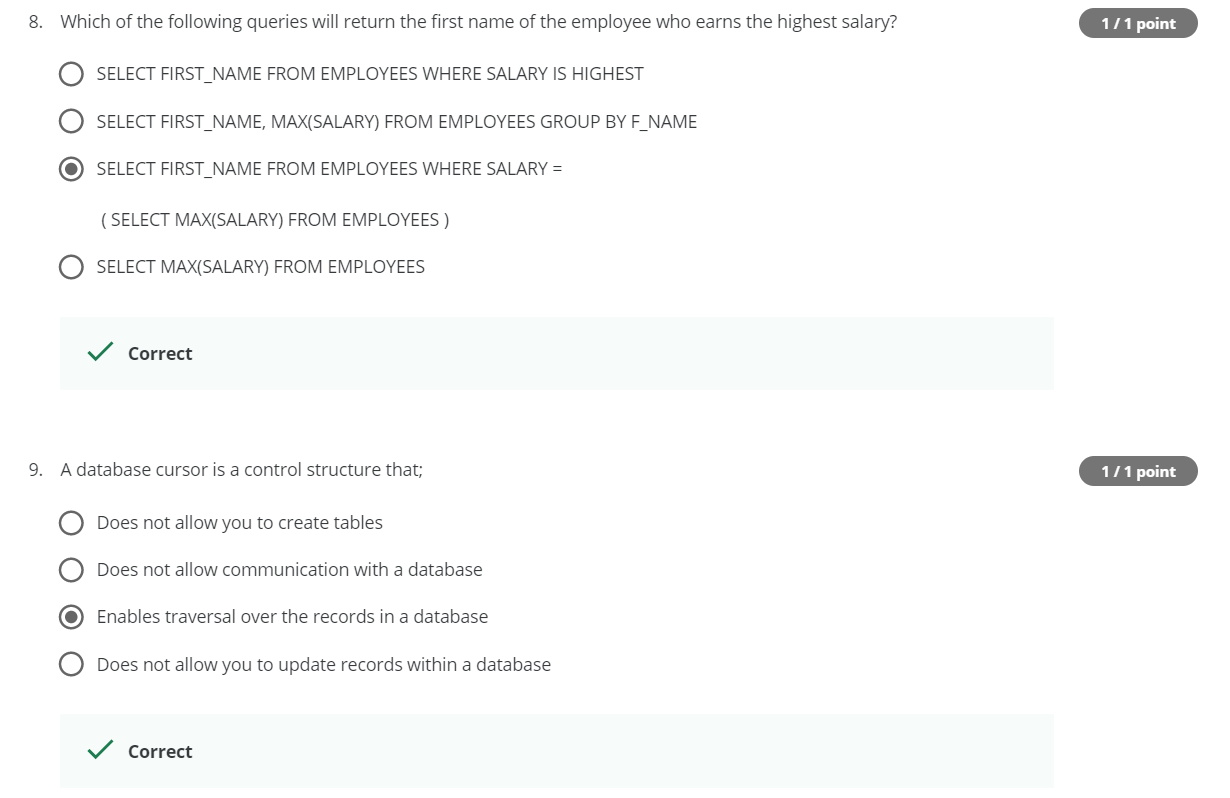 8. Which of the following queries will return the first name of the employee who earns the highest salary?
1 / 1 point
SELECT FIRST_NAME FROM EMPLOYEES WHERE SALARY IS HIGHEST
SELECT FIRST_NAME, MAX(SALARY) FROM EMPLOYEES GROUP BY F_NAME
SELECT FIRST_NAME FROM EMPLOYEES WHERE SALARY =
( SELECT MAX(SALARY) FROM EMPLOYEES )
SELECT MAX(SALARY) FROM EMPLOYEES
Correct
9. A database cursor is a control structure that;
1 / 1 point
Does not allow you to create tables
Does not allow communication with a database
Enables traversal over the records in a database
Does not allow you to update records within a database
Correct